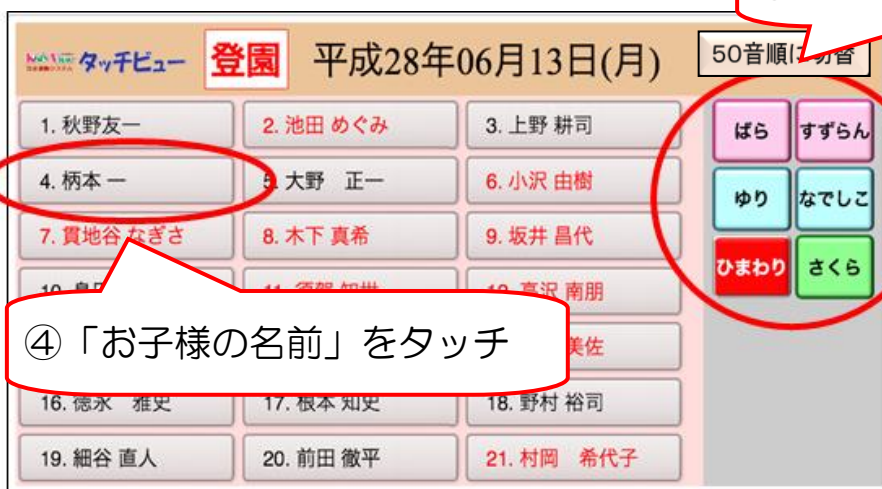 タッチビュー 登園 平成28年06月13日(月) 50音順に切替
1. 秋野友一 2. 池田 めぐみ 3. 上野 耕司
4. 柄本 一 5. 大野 正一 6. 小沢 由樹
7. 貫地谷 なぎさ 8. 木下 真希 9. 坂井 昌代
ばら すずらん
ゆり なでしこ
ひまわり さくら
南朋
④「お子様の名前」をタッチ
美佐
16. 徳永 雅史 17. 根本 知史 18. 野村 裕司
19. 細谷 直人 20. 前田 徹平 21. 村岡 希代子